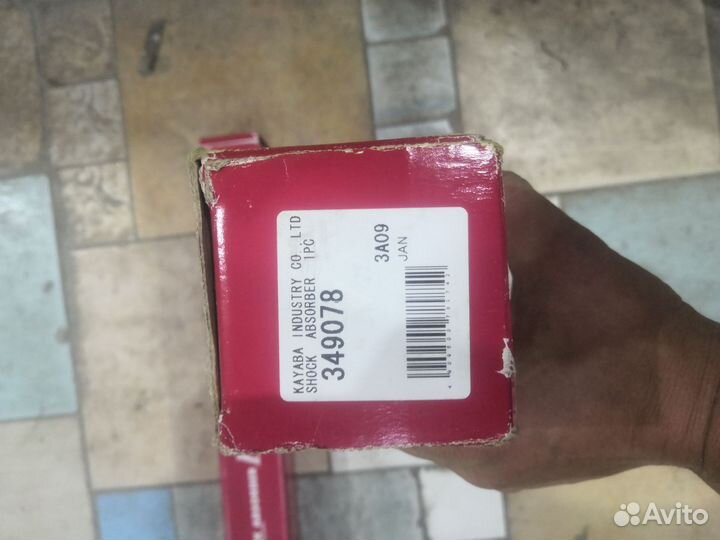 KAYABA INDUSTRY CO.,LTD
SHOCK ABSORBER 1PC
349078
3A09
JAN
Avito